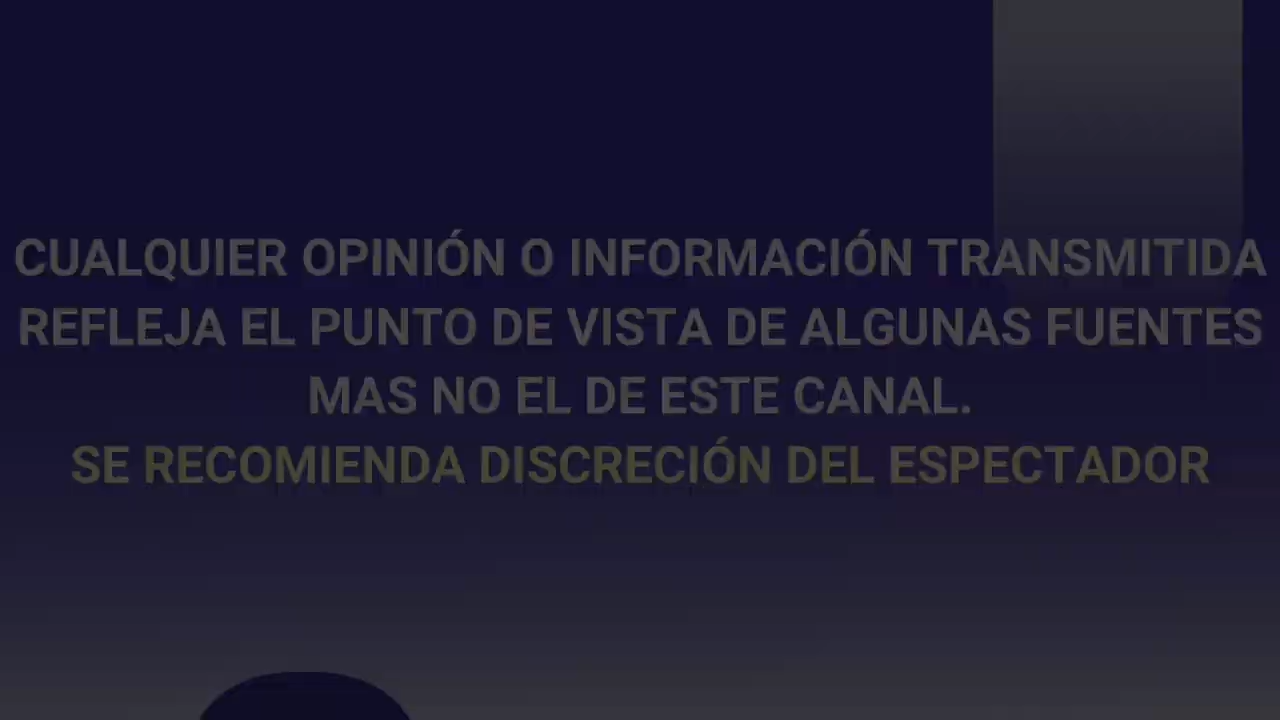 CUALQUIER OPINIÓN O INFORMACIÓN TRANSMITIDA
REFLEJA EL PUNTO DE VISTA DE ALGUNAS FUENTES
MAS NO EL DE ESTE CANAL.
SE RECOMIENDA DISCRECIÓN DEL ESPECTADOR